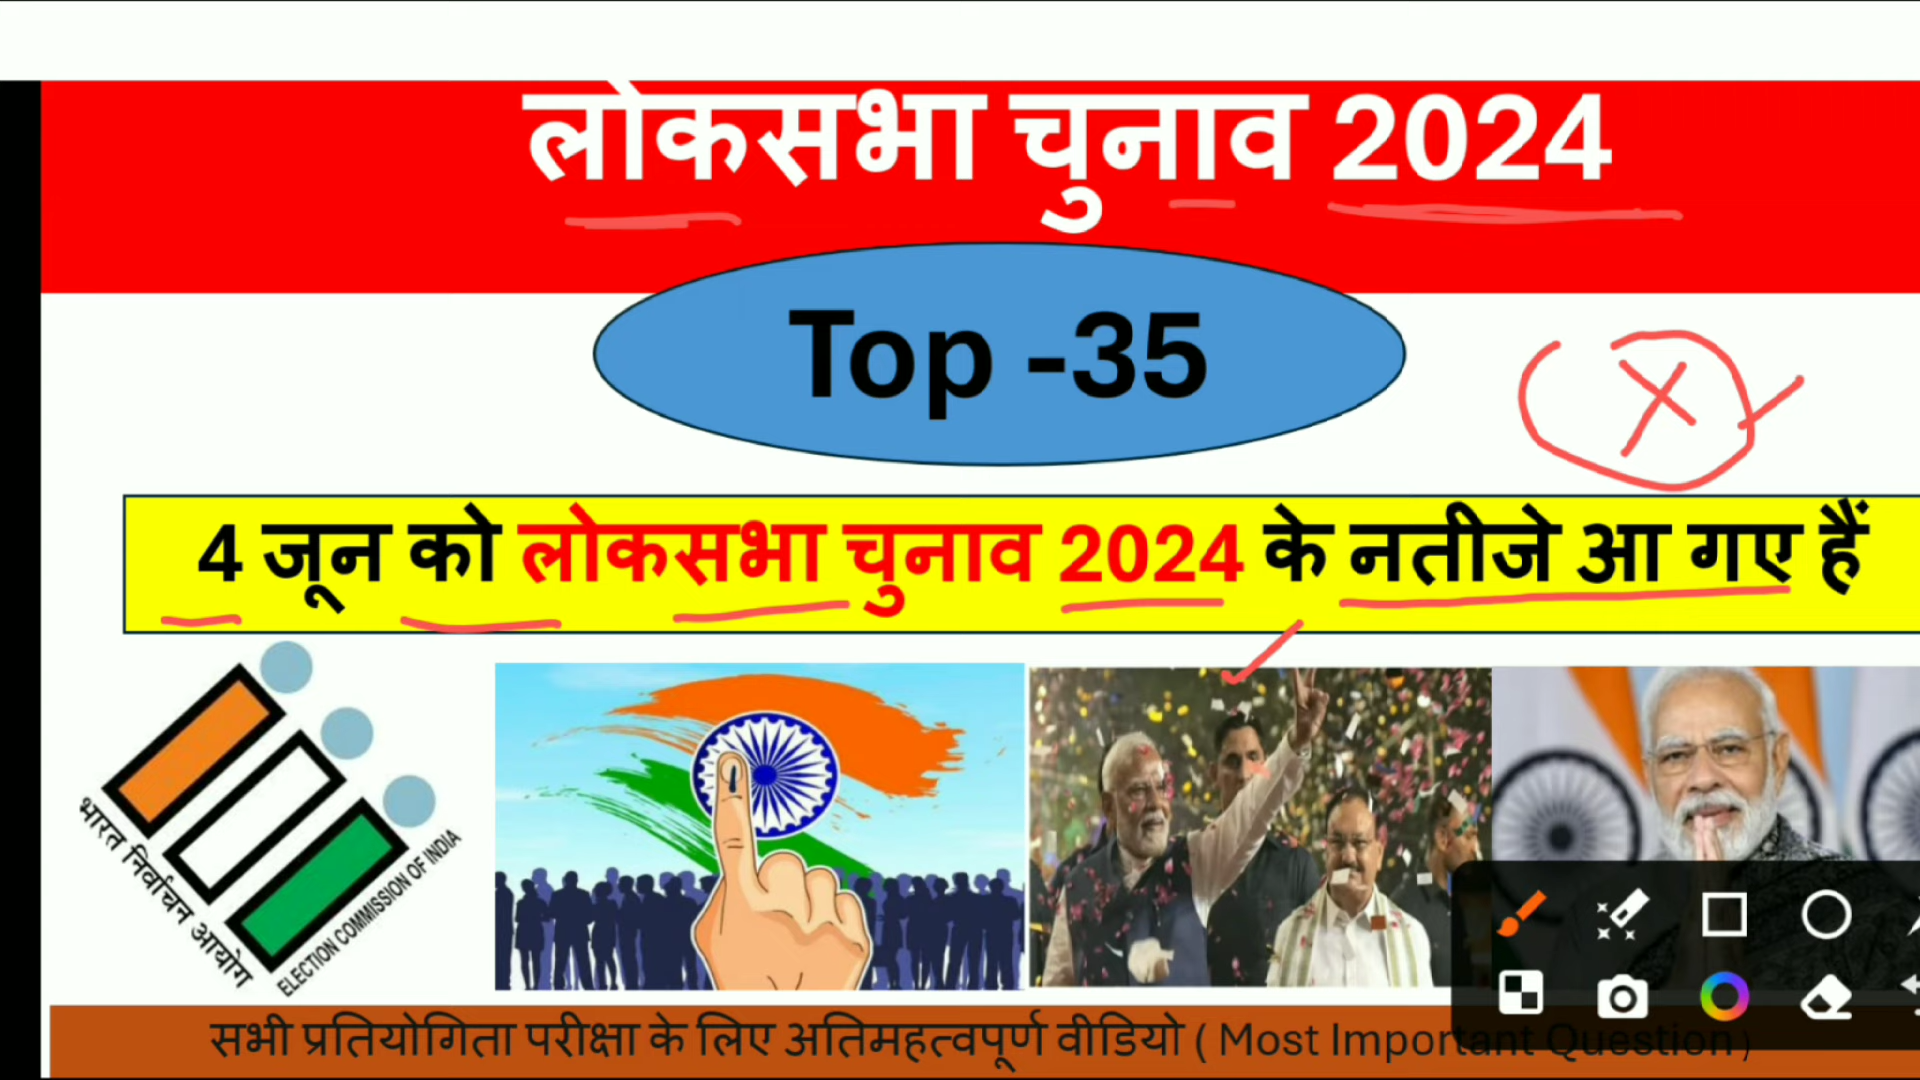 लोकसभा चुनाव 2024
Top -35
4 जून को लोकसभा चुनाव 2024 के नतीजे आ गए हैं
भारत निर्वाचन आयोग
ELECTION COMMISSION OF INDIA
सभी प्रतियोगिता परीक्षा के लिए अतिमहत्वपूर्ण वीडियो ( Most Important Question )